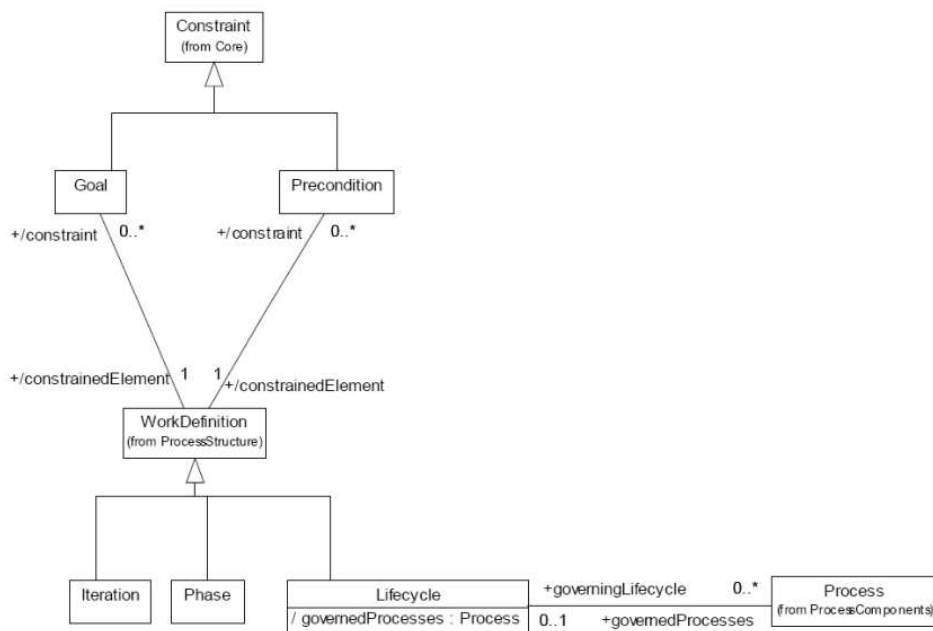 Constraint
(from Core)
Goal
Precondition
+/constraint
0..*
+/constraint
0..*
+/constrainedElement
1
1
+/constrainedElement
WorkDefinition
(from ProcessStructure)
Iteration
Phase
Lifecycle
/ governedProcesses : Process
+governingLifecycle
0..*
0..1
+governedProcesses
Process
(from ProcessComponents)